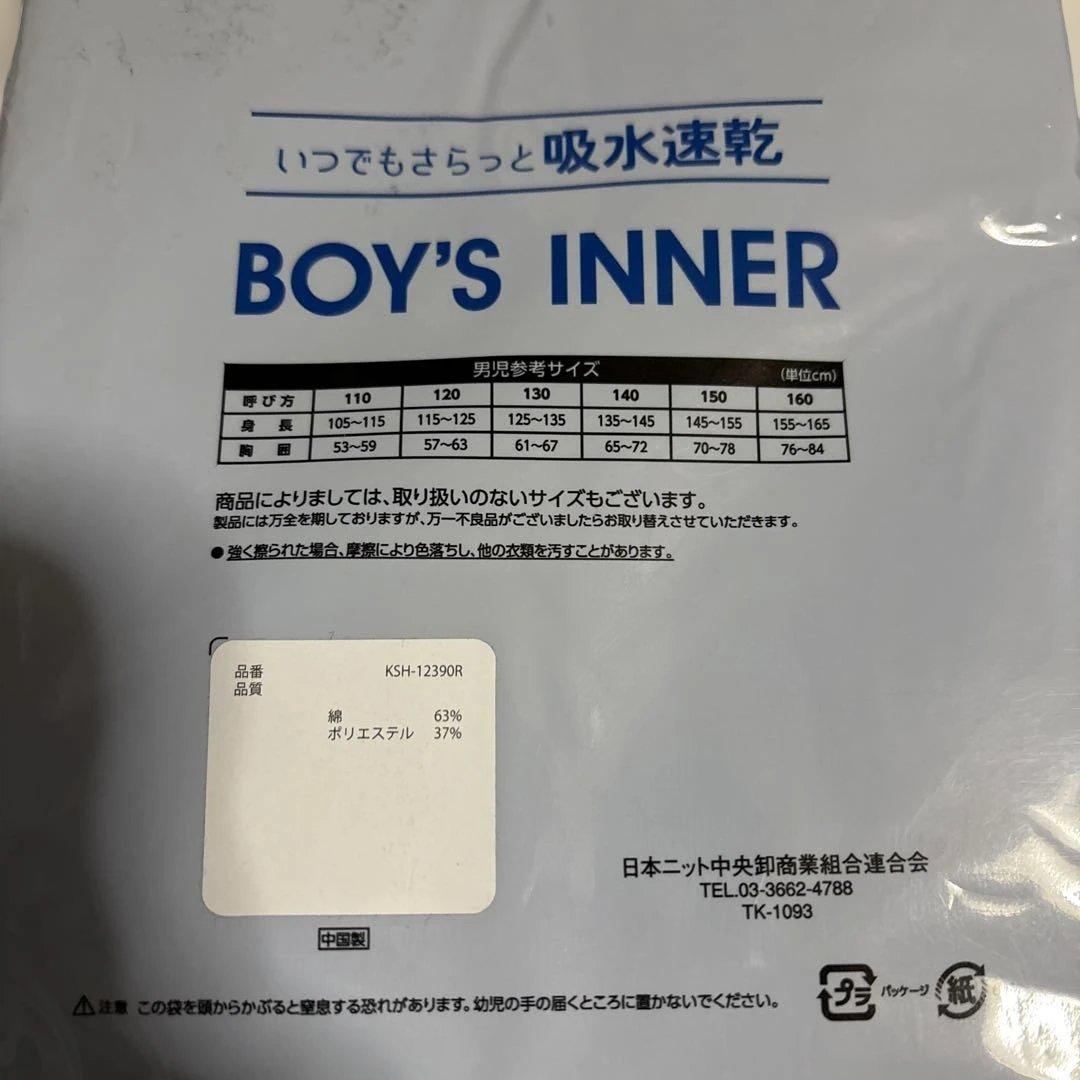 いつでもさらっと吸水速乾
BOY'S INNER
男児参考サイズ (単位cm)
呼び方 110 120 130 140 150 160
身長 105〜115 115〜125 125〜135 135〜145 145〜155 155〜165
胸囲 53〜59 57〜63 61〜67 65〜72 70〜78 76〜84
商品によりましては、取り扱いのないサイズもございます。
製品には万全を期しておりますが、万一不良品がございましたらお取り替えさせていただきます。
●強く擦られた場合、摩擦により色落ちし、他の衣類を汚すことがあります。
品番 KSH-12390R
品質
綿 63%
ポリエステル 37%
日本ニット中央卸商業組合連合会
TEL.03-3662-4788
TK-1093
中国製
⚠注意 この袋を頭からかぶると窒息する恐れがあります。幼児の手の届くところに置かないでください。
プラ パッケージ 紙